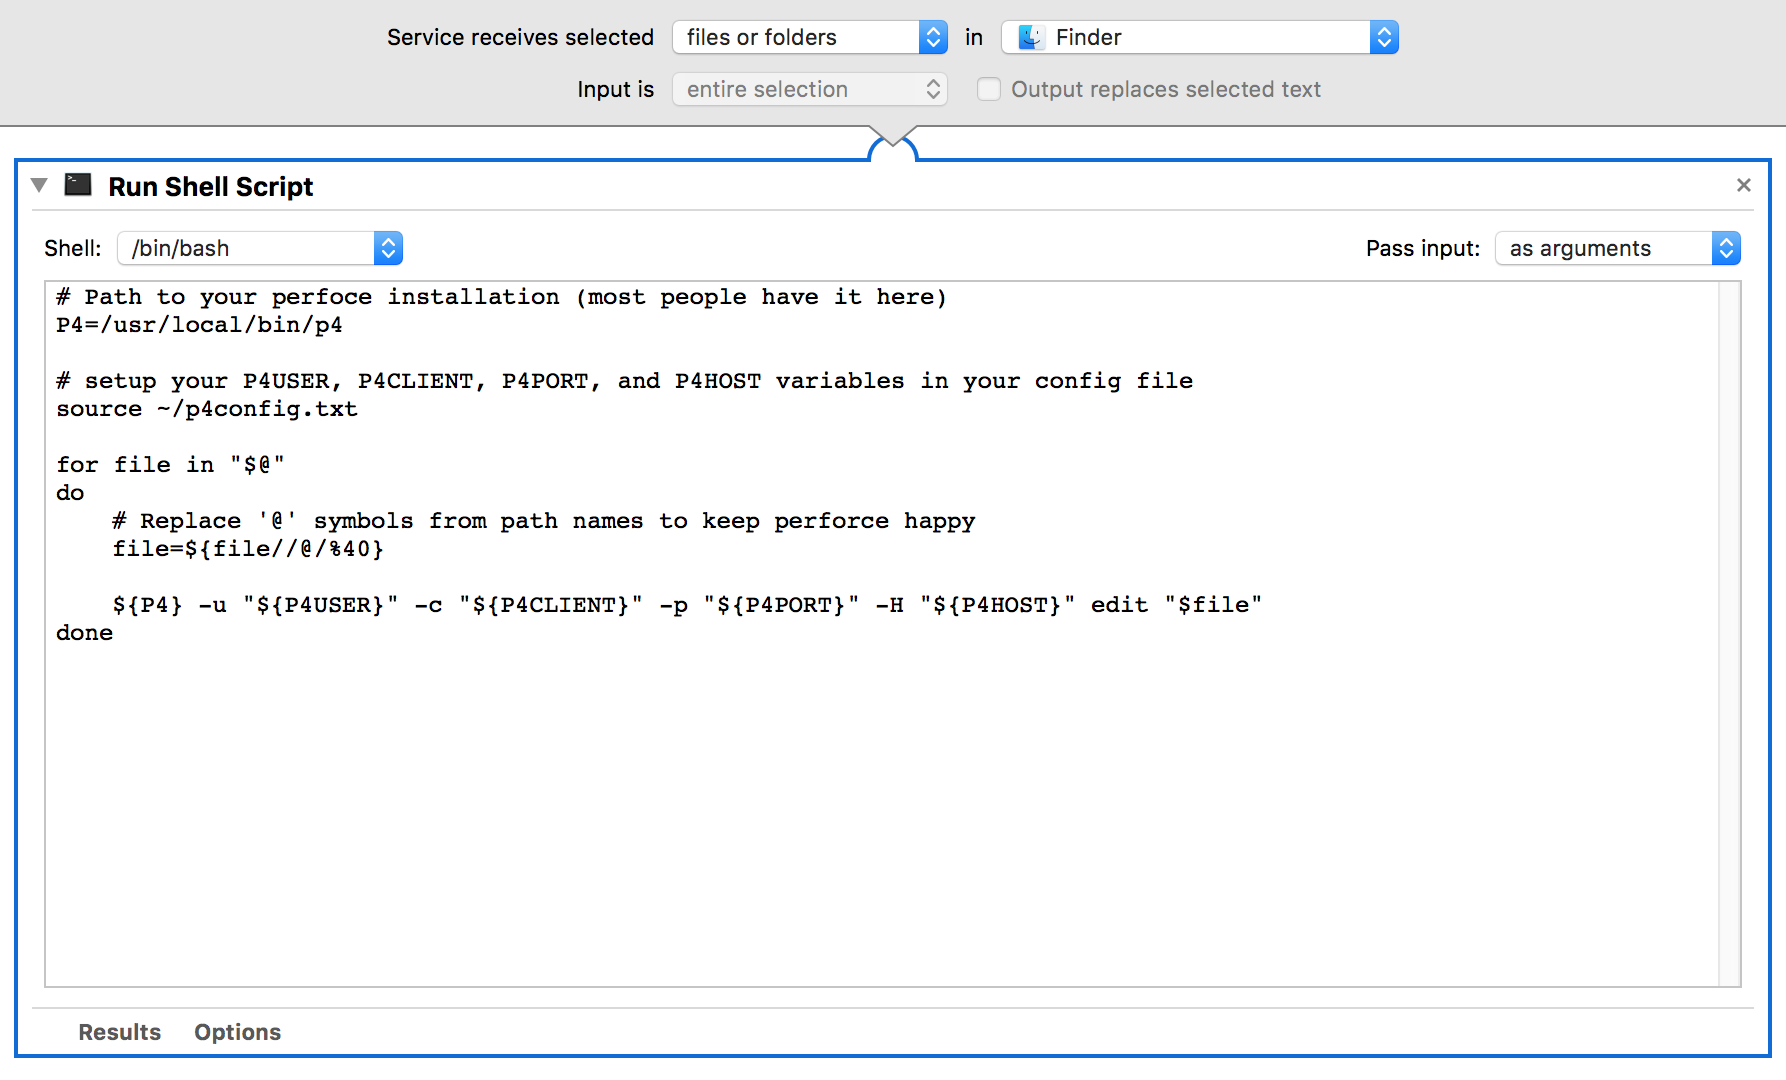 Service receives selected files or folders in Finder
Input is entire selection Output replaces selected text
Run Shell Script
Shell: /bin/bash Pass input: as arguments
# Path to your perfoce installation (most people have it here)
P4=/usr/local/bin/p4
# setup your P4USER, P4CLIENT, P4PORT, and P4HOST variables in your config file
source ~/p4config.txt
for file in "$@"
do
# Replace '@' symbols from path names to keep perforce happy
file=${file//@/%40}
${P4} -u "${P4USER}" -c "${P4CLIENT}" -p "${P4PORT}" -H "${P4HOST}" edit "$file"
done
Results Options